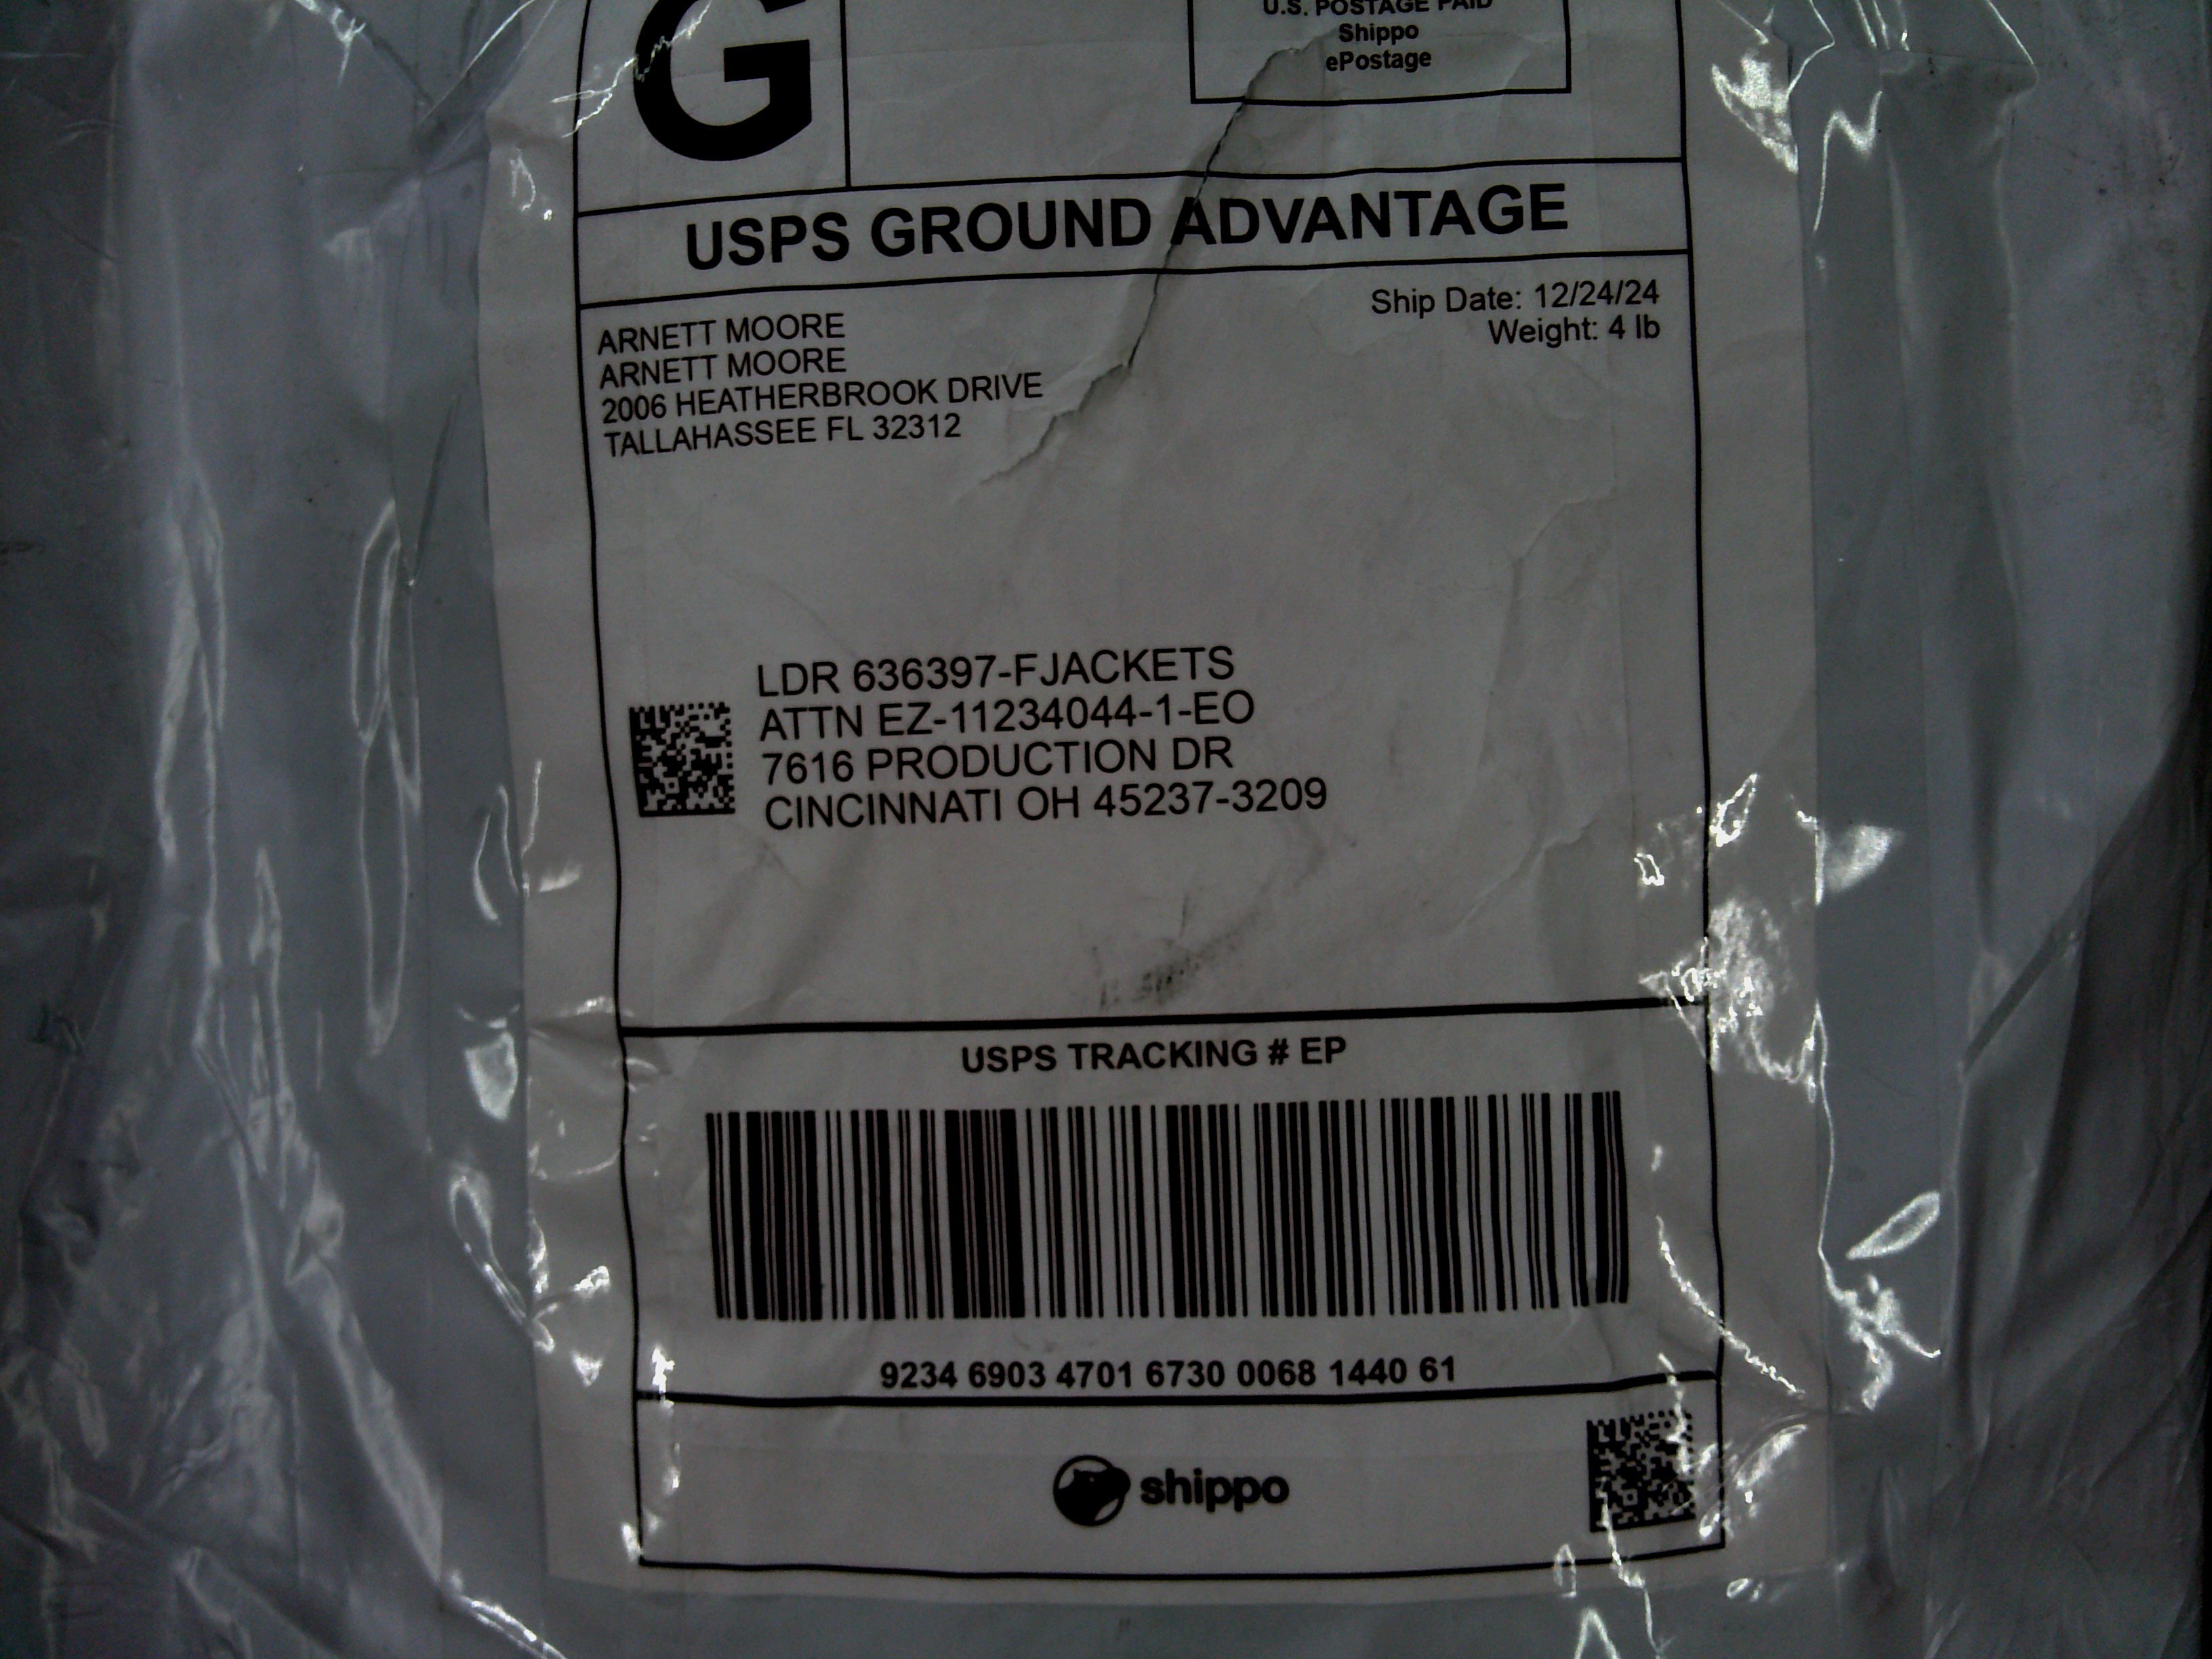 G
U.S. POSTAGE PAID
Shippo
ePostage
USPS GROUND ADVANTAGE
Ship Date: 12/24/24
Weight: 4 lb
ARNETT MOORE
ARNETT MOORE
2006 HEATHERBROOK DRIVE
TALLAHASSEE FL 32312
LDR 636397-FJACKETS
ATTN EZ-11234044-1-EO
7616 PRODUCTION DR
CINCINNATI OH 45237-3209
USPS TRACKING # EP
9234 6903 4701 6730 0068 1440 61
shippo